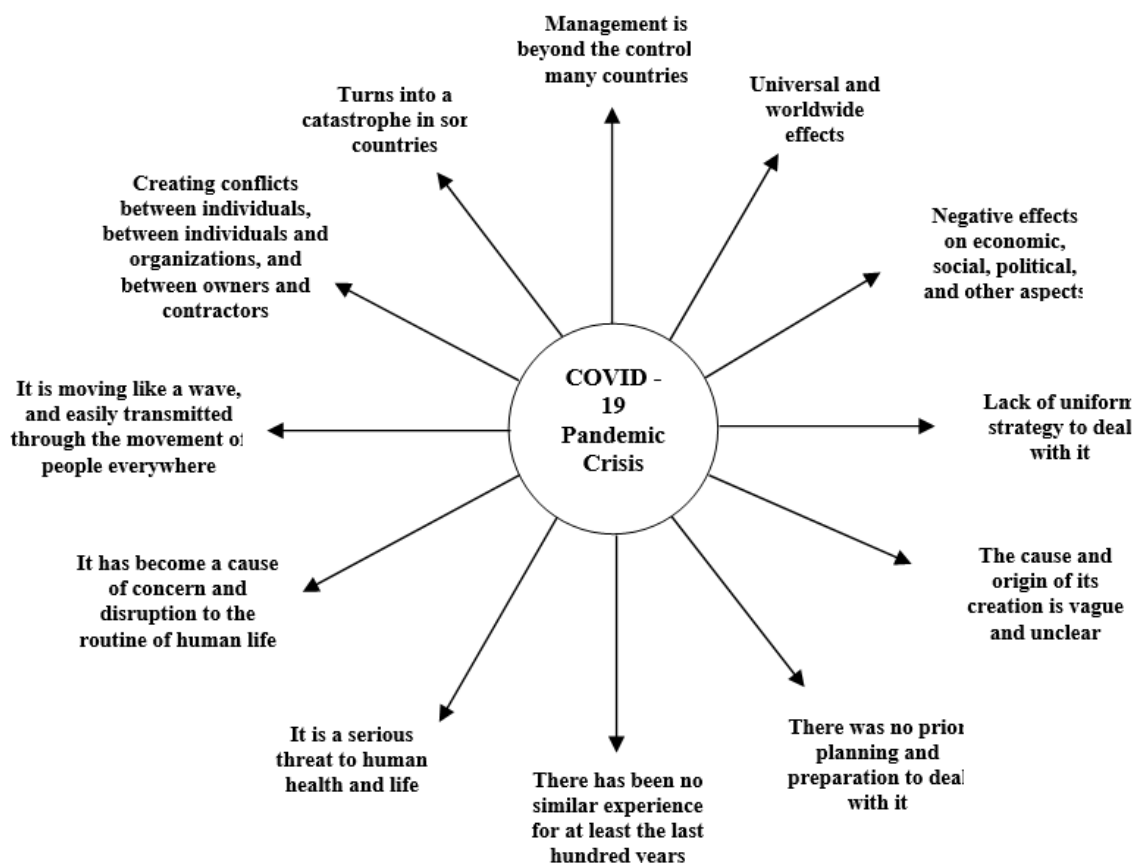 Management is
beyond the control
many countries
Universal and
worldwide
effects
Negative effects
on economic,
social, political,
and other aspects
Lack of uniform
strategy to deal
with it
The cause and
origin of its
creation is vague
and unclear
There was no prior
planning and
preparation to deal
with it
There has been no
similar experience
for at least the last
hundred years
It is a serious
threat to human
health and life
It has become a cause
of concern and
disruption to the
routine of human life
It is moving like a wave,
and easily transmitted
through the movement of
people everywhere
Creating conflicts
between individuals,
between individuals and
organizations, and
between owners and
contractors
Turns into a
catastrophe in
countries
COVID -
19
Pandemic
Crisis